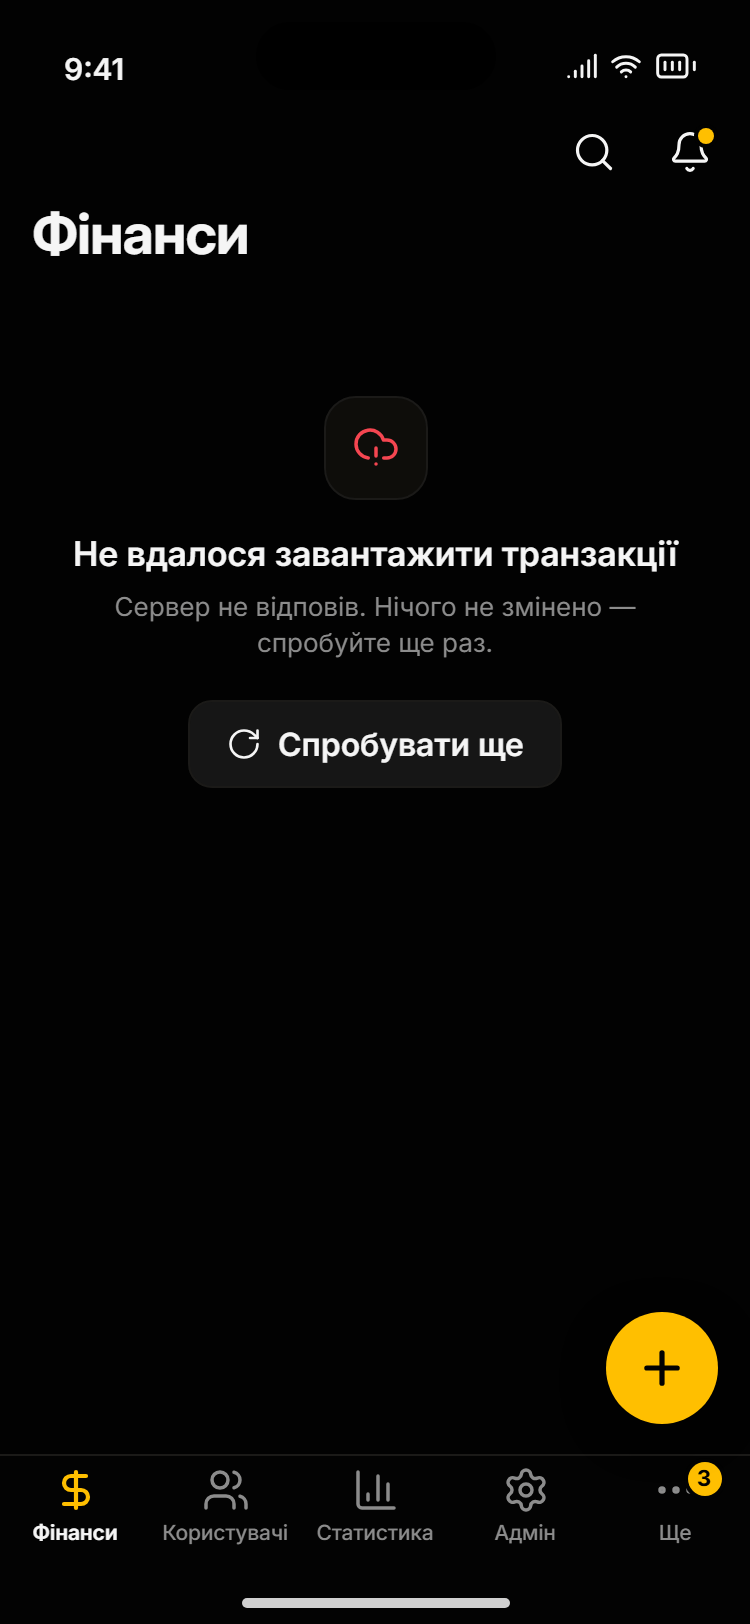 9:41
Фінанси
Не вдалося завантажити транзакції
Сервер не відповів. Нічого не змінено —
спробуйте ще раз.
Спробувати ще
3
Фінанси
Користувачі
Статистика
Адмін
Ще